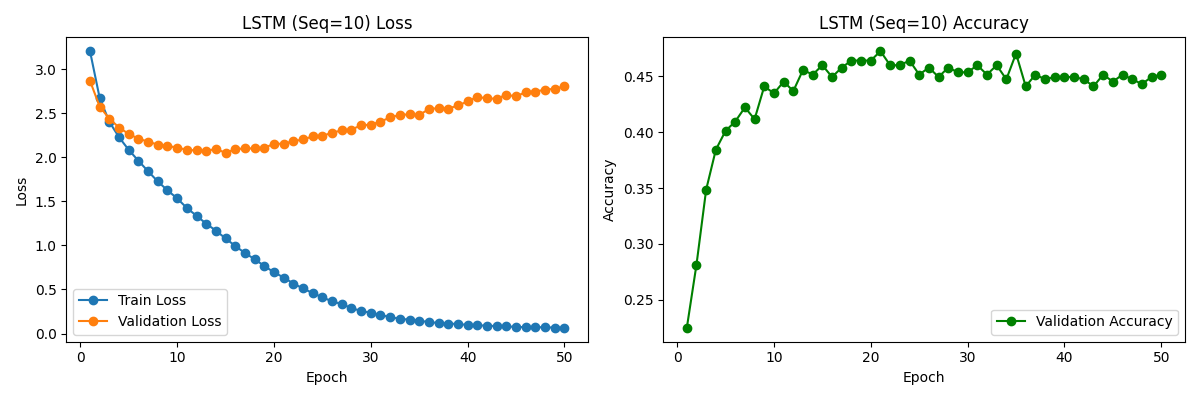 LSTM (Seq=10) Loss
3.0
2.5
2.0
1.5
1.0
0.5
0.0
Loss
Train Loss
Validation Loss
0 10 20 30 40 50
Epoch
LSTM (Seq=10) Accuracy
0.45
0.40
0.35
0.30
0.25
Accuracy
Validation Accuracy
0 10 20 30 40 50
Epoch